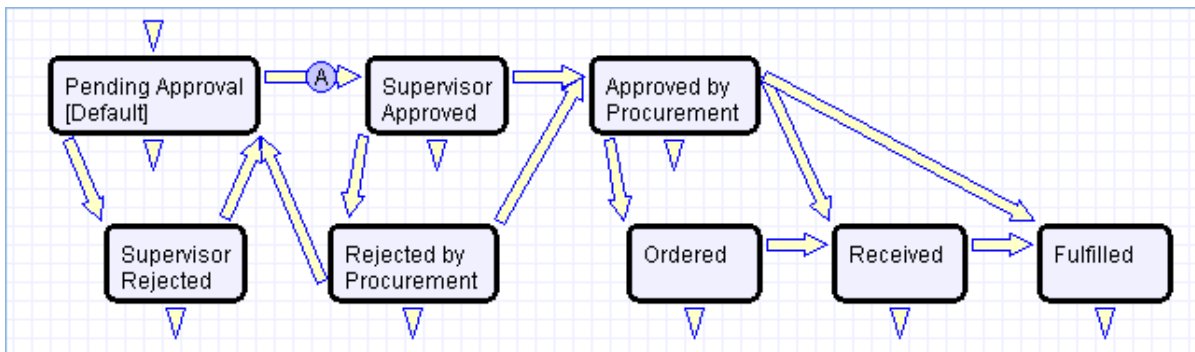 Pending Approval
[Default]
A
Supervisor
Approved
Approved by
Procurement
Supervisor
Rejected
Rejected by
Procurement
Ordered
Received
Fulfilled